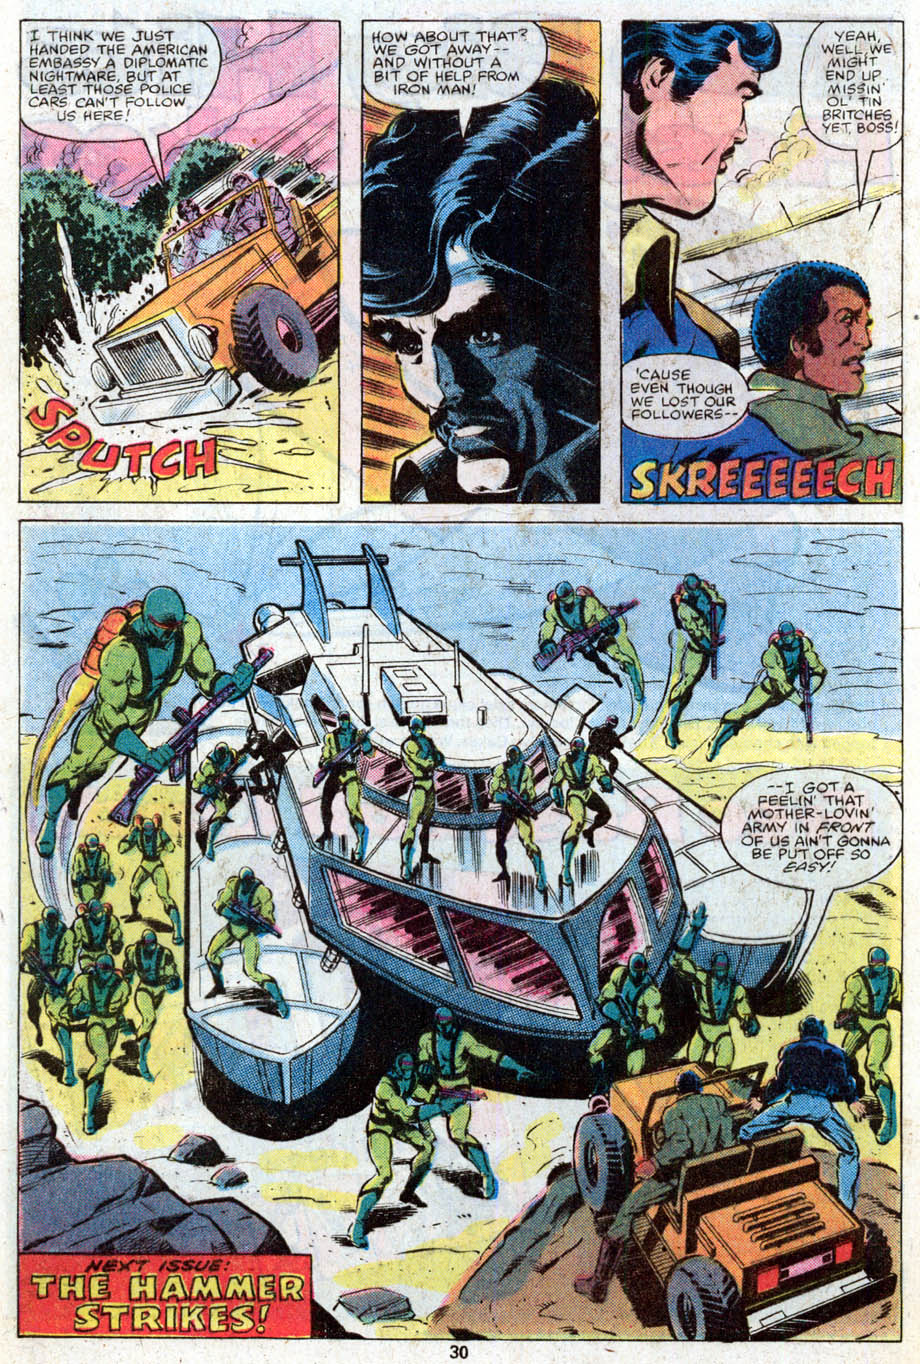 I THINK WE JUST
HANDED THE AMERICAN
EMBASSY A DIPLOMATIC
NIGHTMARE, BUT AT
LEAST THOSE POLICE
CARS CAN'T FOLLOW
US HERE!
SPUTCH
HOW ABOUT THAT?
WE GOT AWAY--
AND WITHOUT A
BIT OF HELP FROM
IRON MAN!
YEAH,
WELL, WE
MIGHT
END UP
MISSIN'
OL' TIN
BRITCHES
YET, BOSS!
'CAUSE
EVEN THOUGH
WE LOST OUR
FOLLOWERS--
SKREEEEEECH
--I GOT A
FEELIN' THAT
MOTHER-LOVIN'
ARMY IN FRONT
OF US AIN'T GONNA
BE PUT OFF SO
EASY!
NEXT ISSUE:
THE HAMMER
STRIKES!
30